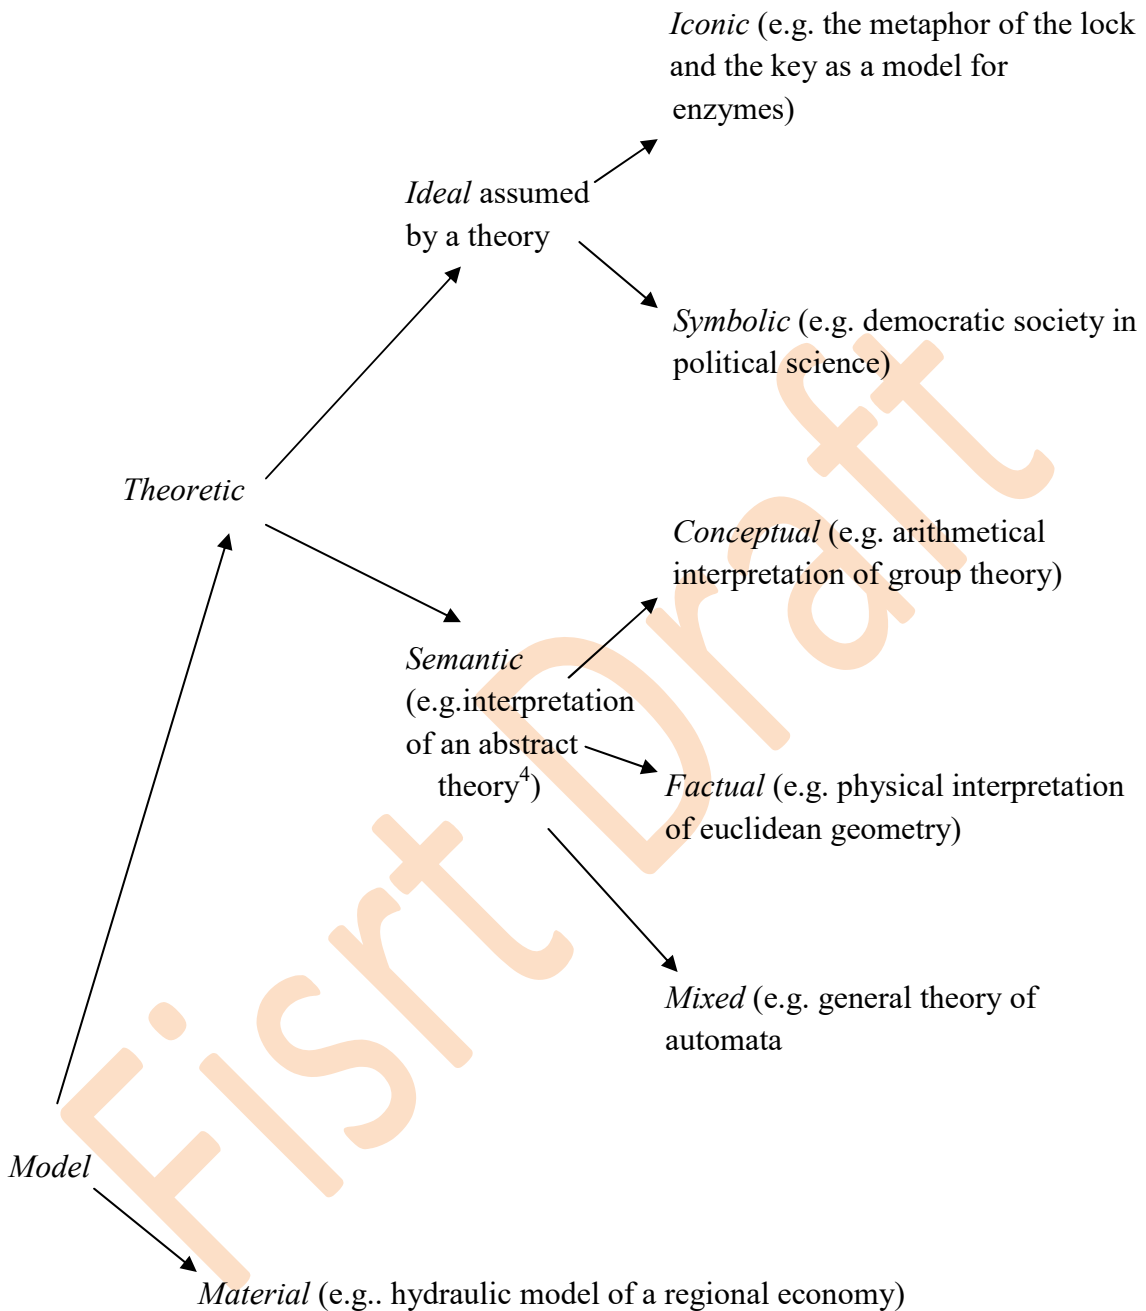 Iconic (e.g. the metaphor of the lock
and the key as a model for
enzymes)
Ideal assumed
by a theory
Symbolic (e.g. democratic society in
political science)
Theoretic
Conceptual (e.g. arithmetical
interpretation of group theory)
Semantic
(e.g.interpretation
of an abstract
theory4)
Factual (e.g. physical interpretation
of euclidean geometry)
Mixed (e.g. general theory of
automata
Model
Material (e.g.. hydraulic model of a regional economy)
Fisrt Draft